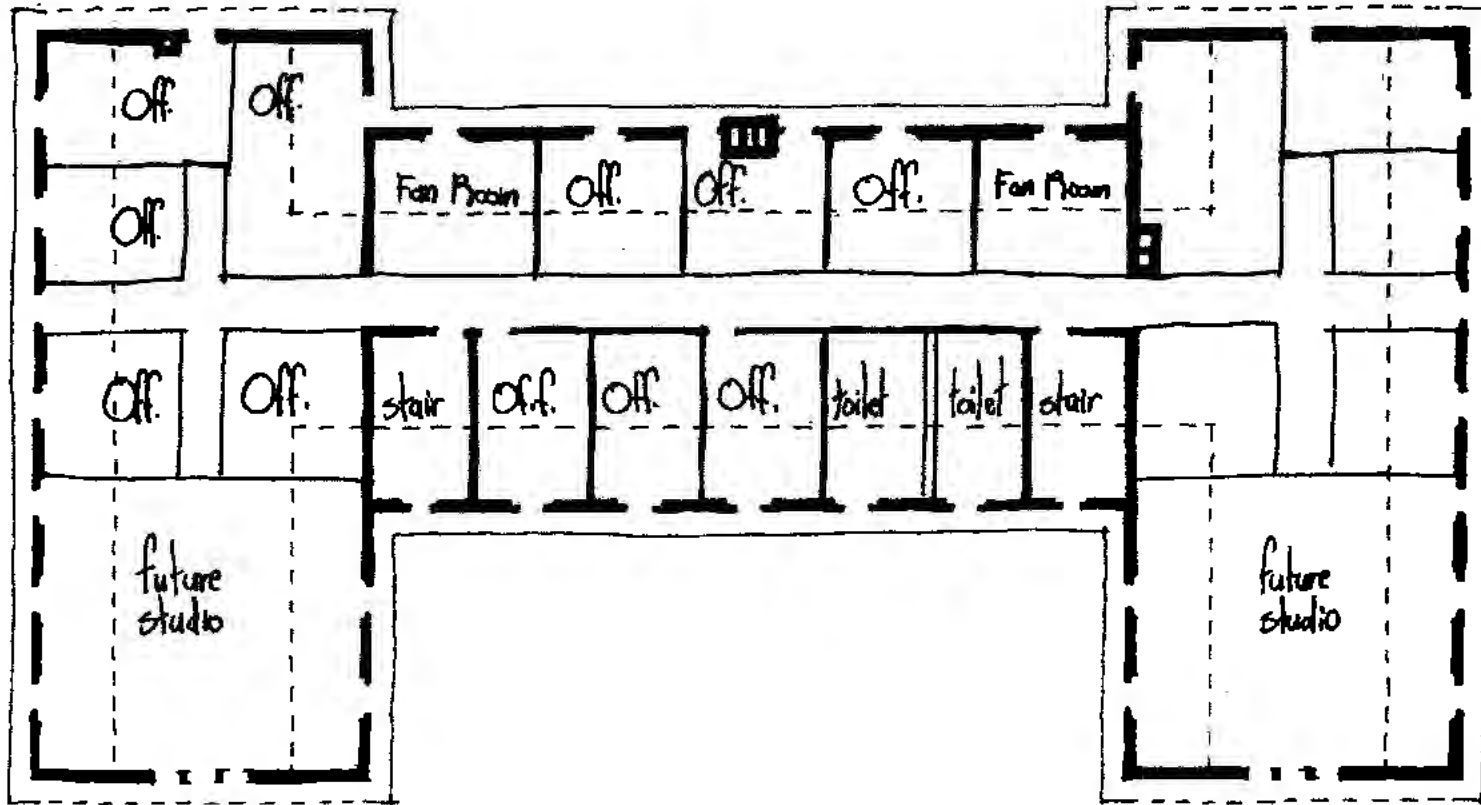 Off.
Off.
Off.
Fan Room
Off.
Off.
Off.
Fan Room
Off.
Off.
stair
Off.
Off.
Off.
toilet
toilet
stair
future
studio
future
studio